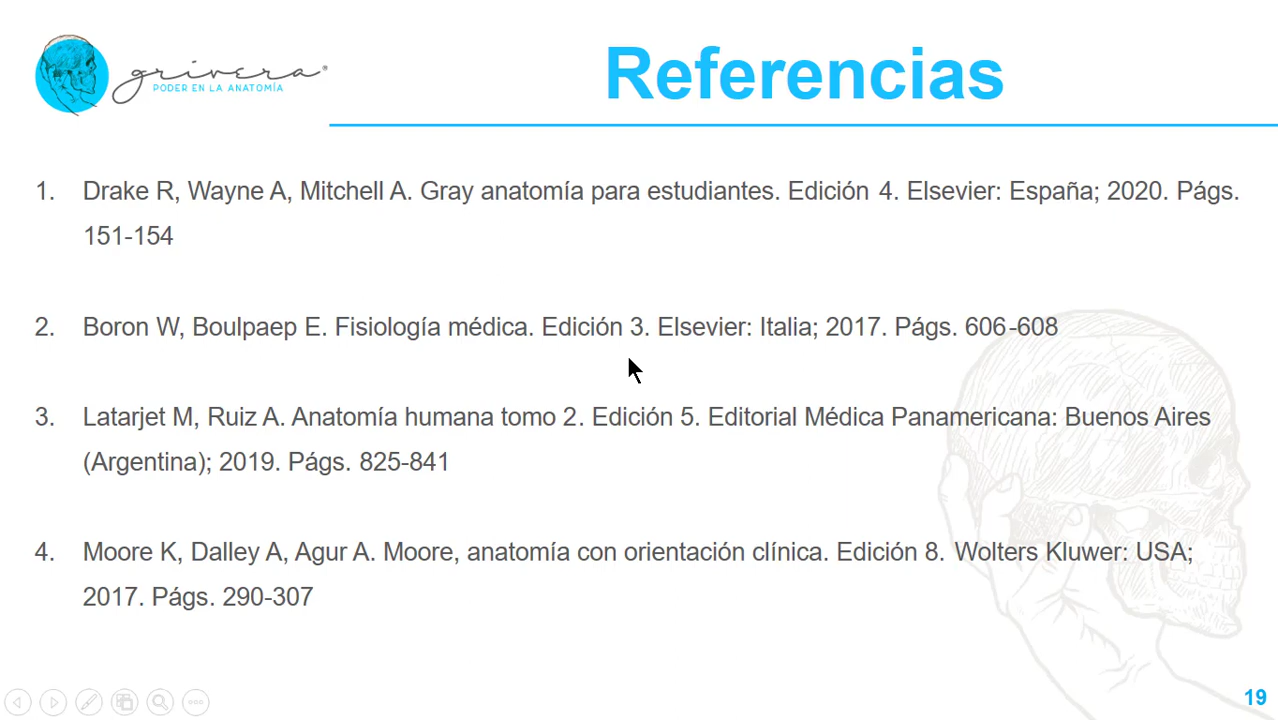 grivera®
PODER EN LA ANATOMÍA
Referencias
1. Drake R, Wayne A, Mitchell A. Gray anatomía para estudiantes. Edición 4. Elsevier: España; 2020. Págs.
151-154
2. Boron W, Boulpaep E. Fisiología médica. Edición 3. Elsevier: Italia; 2017. Págs. 606-608
3. Latarjet M, Ruiz A. Anatomía humana tomo 2. Edición 5. Editorial Médica Panamericana: Buenos Aires
(Argentina); 2019. Págs. 825-841
4. Moore K, Dalley A, Agur A. Moore, anatomía con orientación clínica. Edición 8. Wolters Kluwer: USA;
2017. Págs. 290-307
19